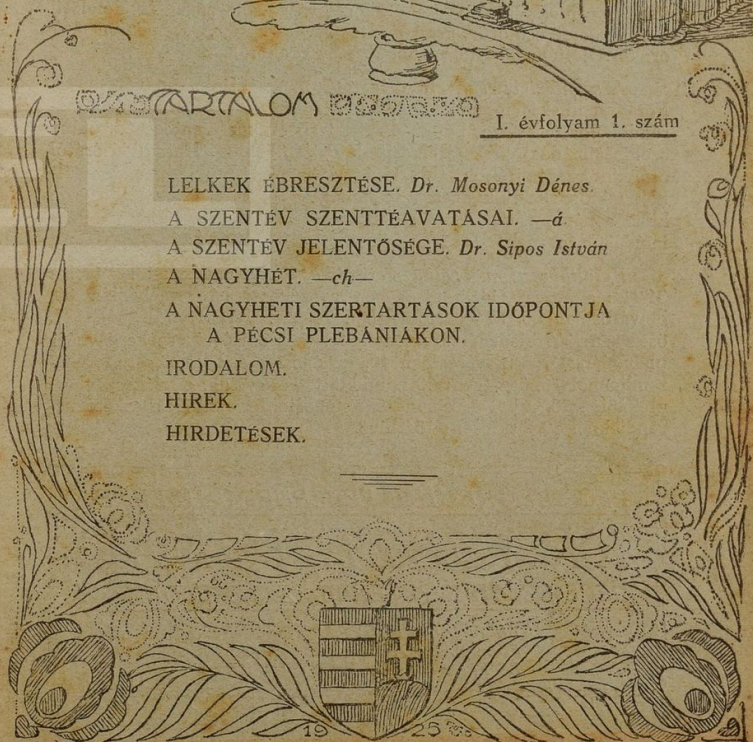 TARTALOM
I. évfolyam 1. szám
LELKEK ÉBRESZTÉSE. Dr. Mosonyi Dénes.
A SZENTÉV SZENTTÉAVATÁSAI. —á
A SZENTÉV JELENTŐSÉGE. Dr. Sipos István
A NAGYHÉT. —ch—
A NAGYHETI SZERTARTÁSOK IDŐPONTJA
A PÉCSI PLEBÁNIÁKON.
IRODALOM.
HIREK.
HIRDETÉSEK.
19 25